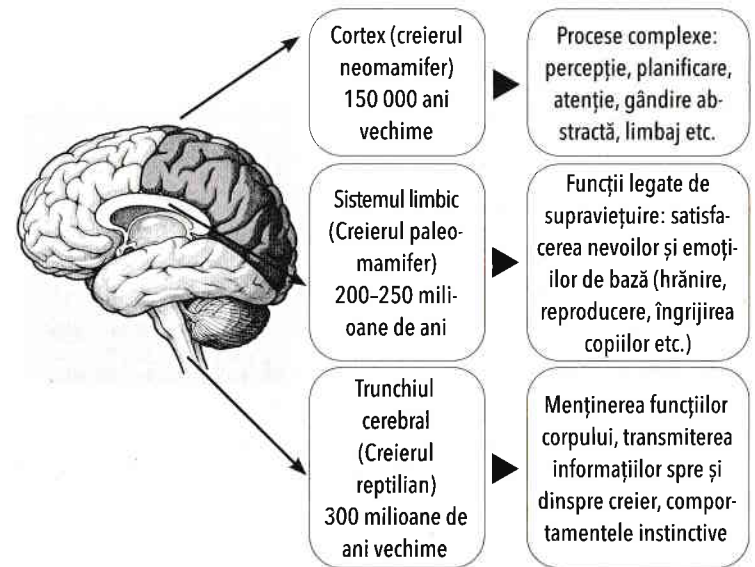 Cortex (creierul
neomamifer)
150 000 ani
vechime
Procese complexe:
percepție, planificare,
atenție, gândire ab-
stractă, limbaj etc.
Sistemul limbic
(Creierul paleo-
mamifer)
200–250 mili-
oane de ani
Funcții legate de
supraviețuire: satisfa-
cerea nevoilor și emoți-
ilor de bază (hrănire,
reproducere, îngrijirea
copiilor etc.)
Trunchiul
cerebral
(Creierul
reptilian)
300 milioane de
ani vechime
Menținerea funcțiilor
corpului, transmiterea
informațiilor spre și
dinspre creier, compor-
tamentele instinctive